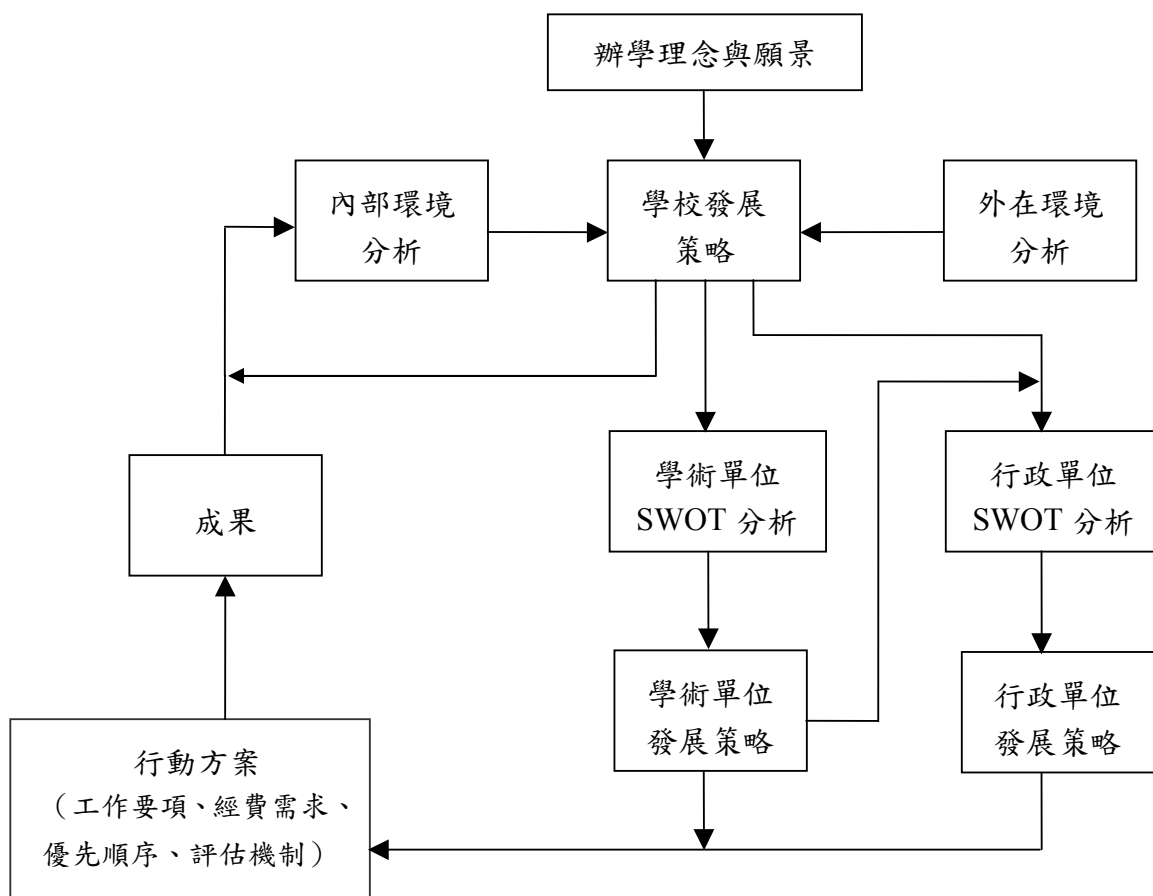 辦學理念與願景
內部環境
分析
學校發展
策略
外在環境
分析
成果
學術單位
SWOT 分析
行政單位
SWOT 分析
學術單位
發展策略
行政單位
發展策略
行動方案
（工作要項、經費需求、
優先順序、評估機制）